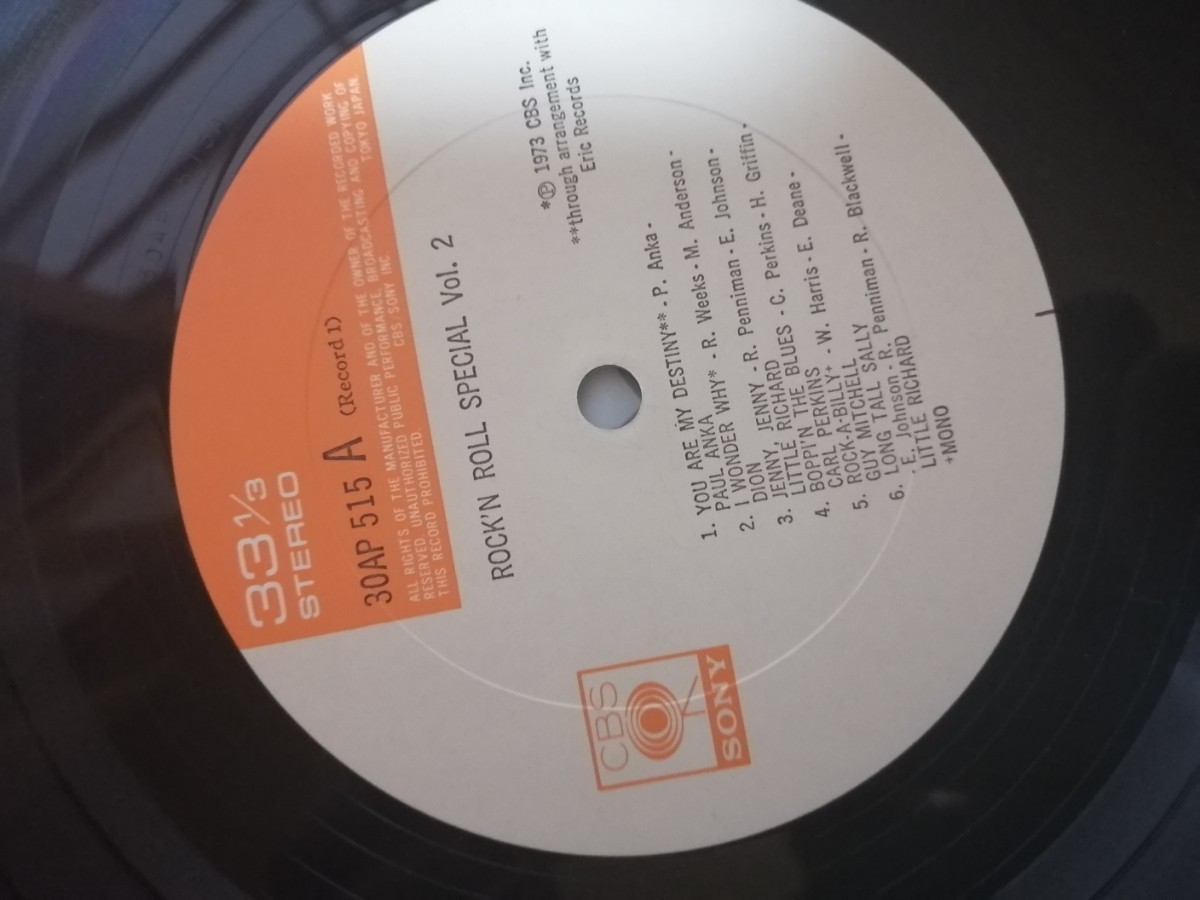 33 1/3
STEREO
30AP 515 A (Record 1)
ALL RIGHTS OF THE MANUFACTURER AND OF THE OWNER OF THE RECORDED WORK
RESERVED. UNAUTHORIZED PUBLIC PERFORMANCE, BROADCASTING AND COPYING OF
THIS RECORD PROHIBITED. CBS/SONY INC. TOKYO JAPAN.
ROCK'N ROLL SPECIAL Vol. 2
CBS
SONY
*Ⓟ 1973 CBS Inc.
**through arrangement with
Eric Records
1. YOU ARE MY DESTINY** - P. Anka -
PAUL ANKA
2. I WONDER WHY* - R. Weeks - M. Anderson -
DION
3. JENNY, JENNY - R. Penniman - E. Johnson -
LITTLE RICHARD
4. BOPPI'N THE BLUES - C. Perkins - H. Griffin -
CARL PERKINS
5. ROCK-A-BILLY+ - W. Harris - E. Deane -
GUY MITCHELL
6. LONG TALL SALLY
- E. Johnson - R. Penniman - R. Blackwell -
LITTLE RICHARD
+MONO